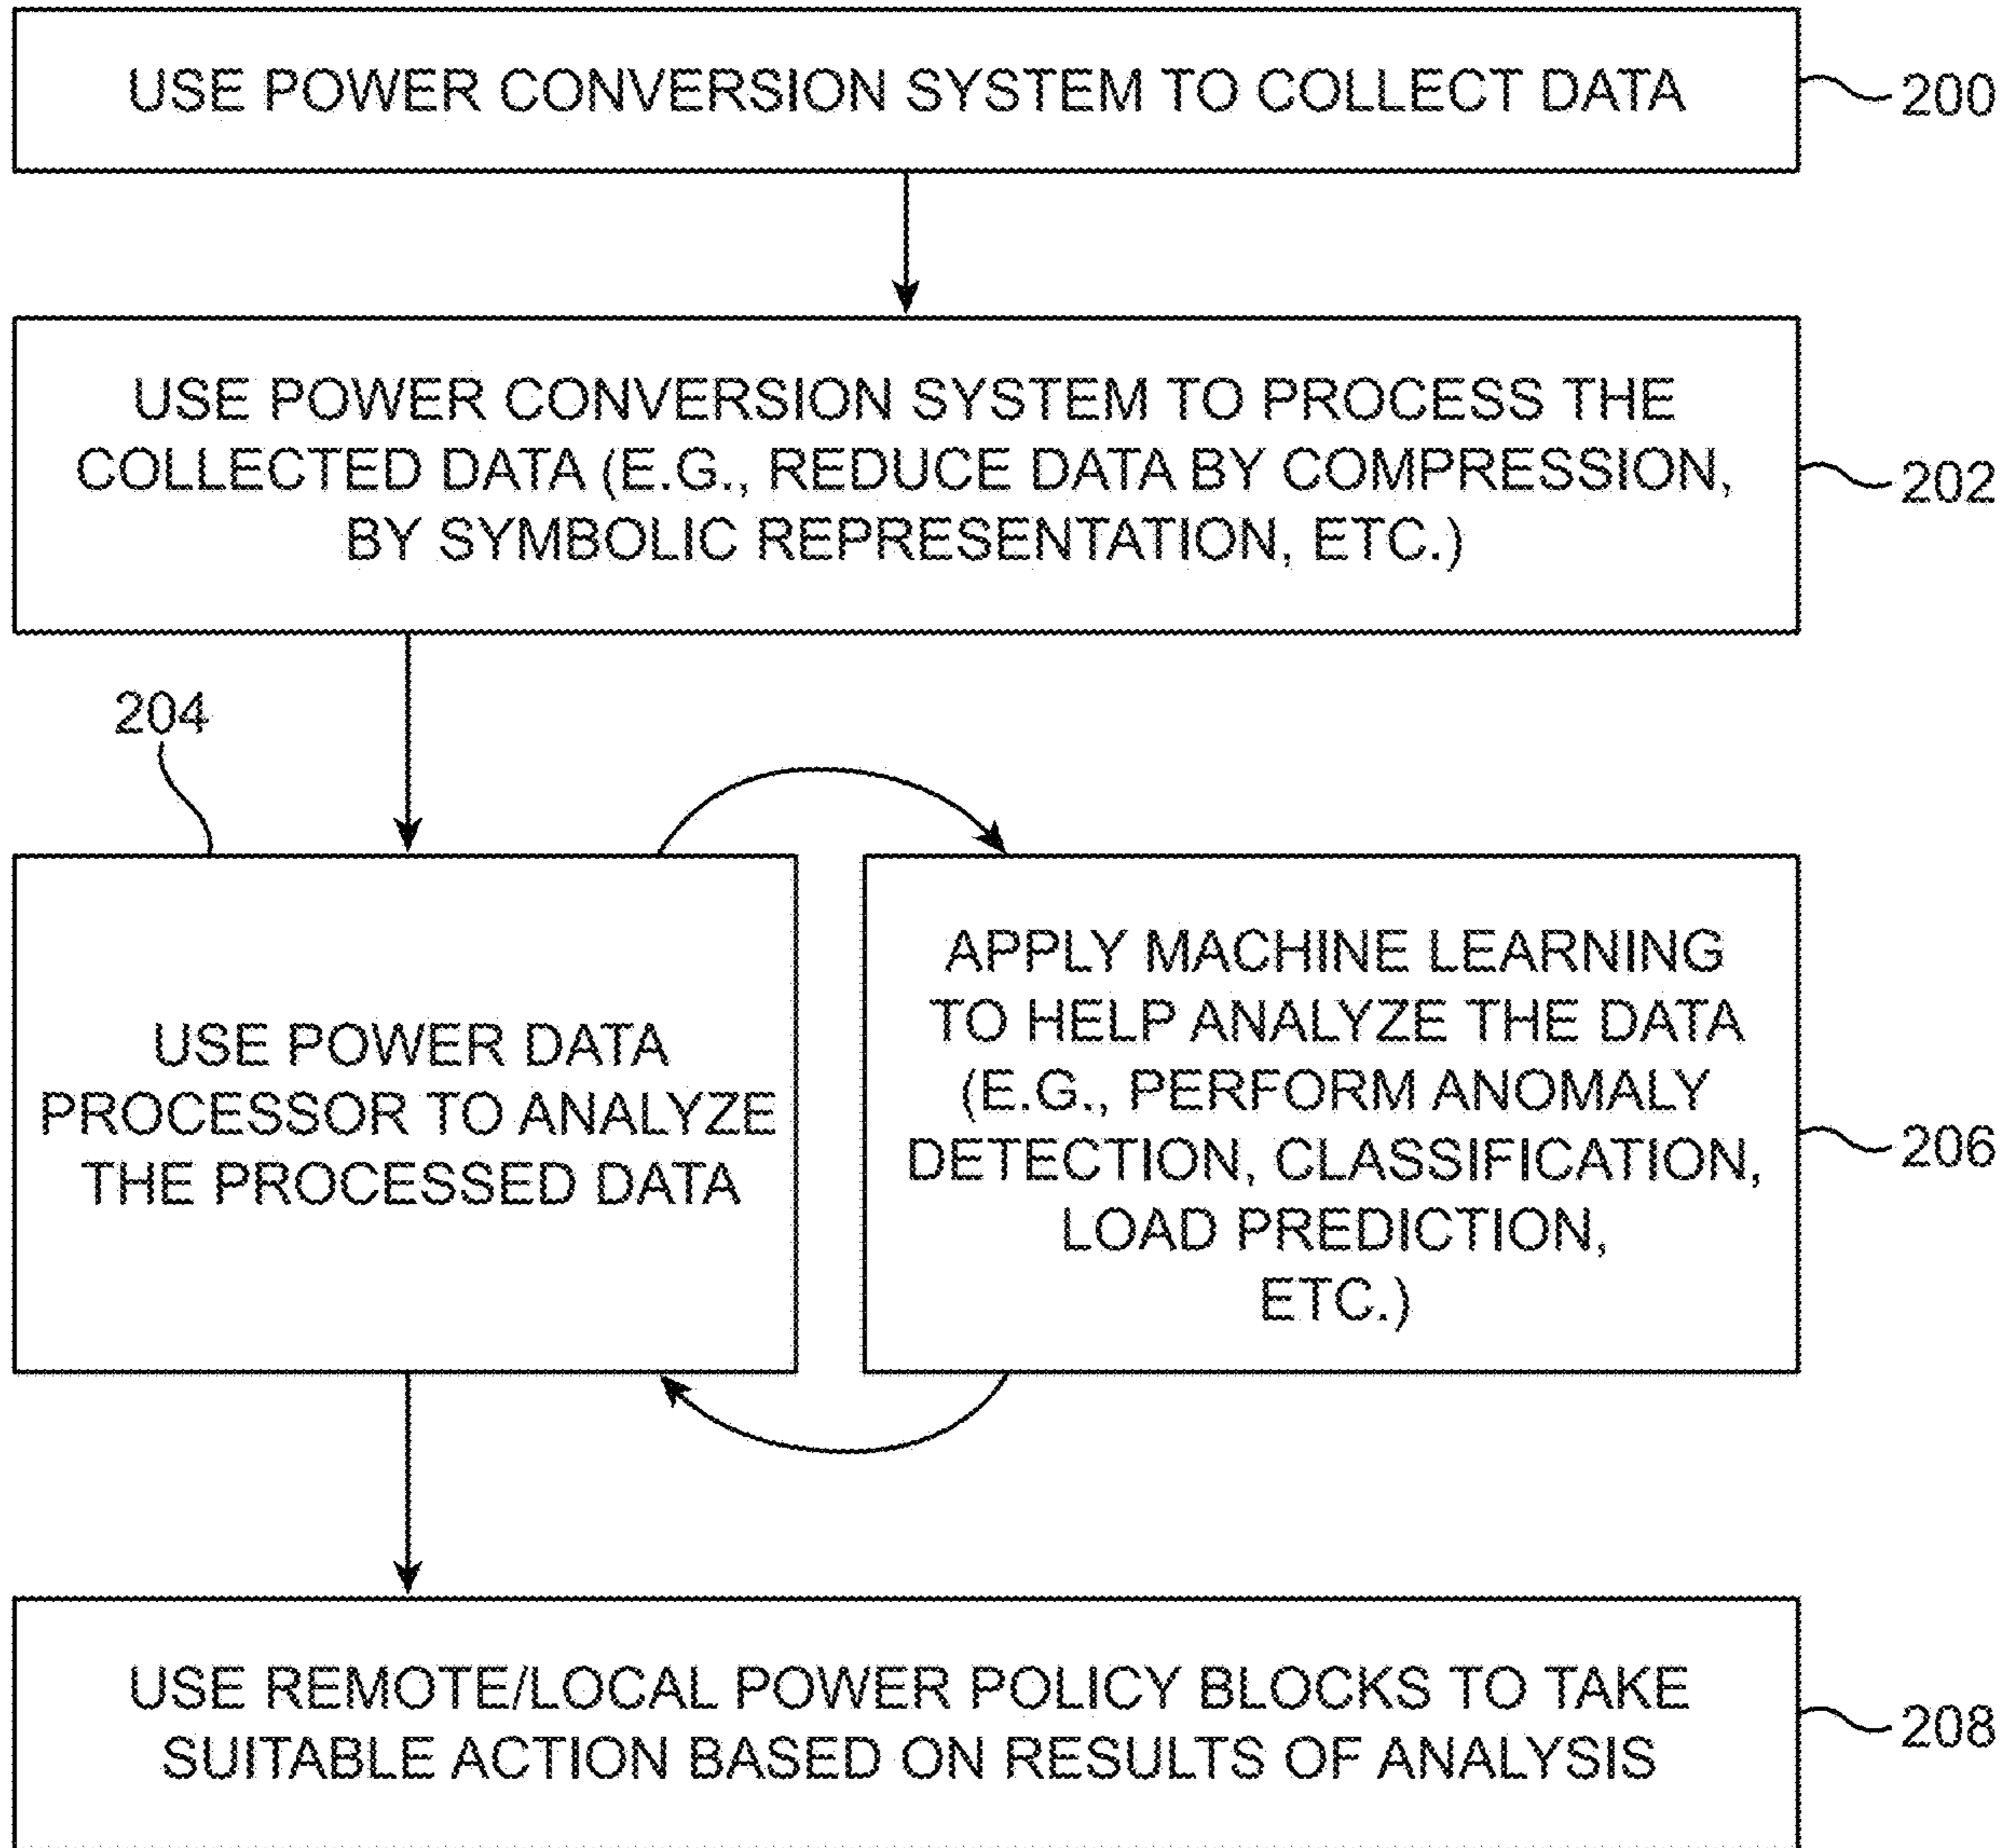 USE POWER CONVERSION SYSTEM TO COLLECT DATA
200
USE POWER CONVERSION SYSTEM TO PROCESS THE
COLLECTED DATA (E.G., REDUCE DATA BY COMPRESSION,
BY SYMBOLIC REPRESENTATION, ETC.)
202
204
USE POWER DATA
PROCESSOR TO ANALYZE
THE PROCESSED DATA
APPLY MACHINE LEARNING
TO HELP ANALYZE THE DATA
(E.G., PERFORM ANOMALY
DETECTION, CLASSIFICATION,
LOAD PREDICTION,
ETC.)
206
USE REMOTE/LOCAL POWER POLICY BLOCKS TO TAKE
SUITABLE ACTION BASED ON RESULTS OF ANALYSIS
208